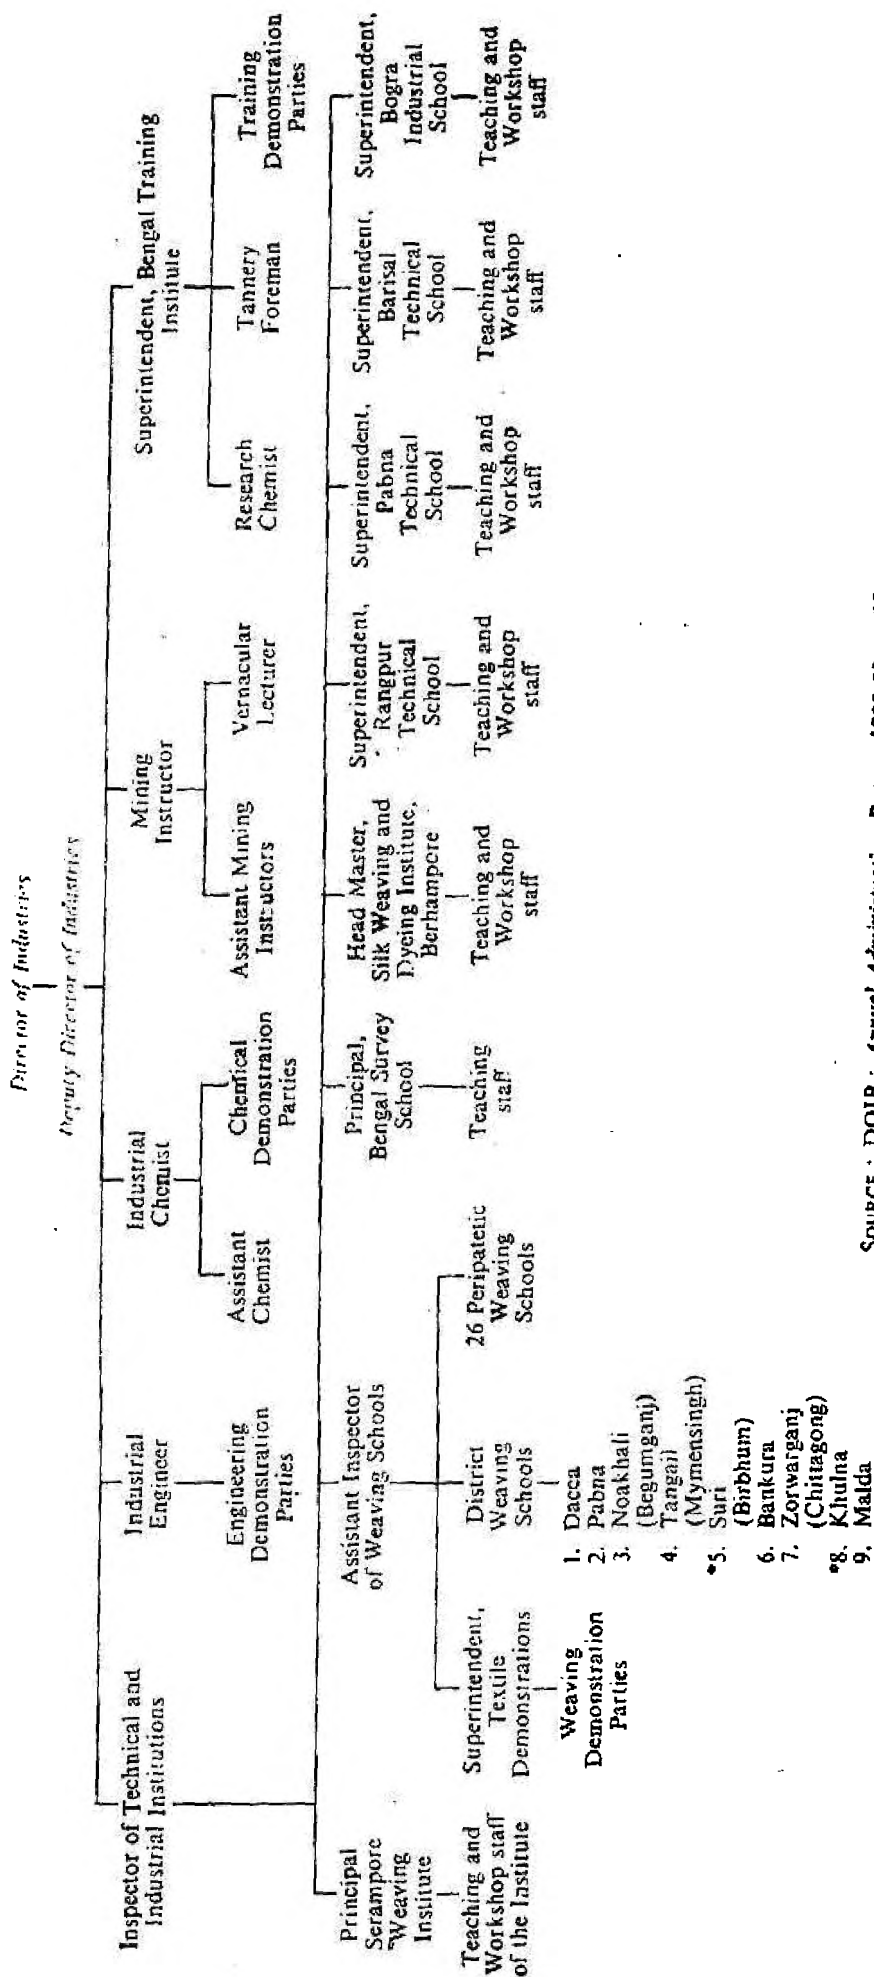 Director of Industries
Deputy Director of Industries
Inspector of Technical and
Industrial Institutions
Industrial
Engineer
Industrial
Chemist
Mining
Instructor
Superintendent, Bengal Training
Institute
Engineering
Demonstration
Parties
Assistant
Chemist
Chemical
Demonstration
Parties
Assistant Mining
Instructors
Vernacular
Lecturer
Research
Chemist
Tannery
Foreman
Training
Demonstration
Parties
Principal
Serampore
Weaving
Institute
Assistant Inspector
of Weaving Schools
Principal,
Bengal Survey
School
Head Master,
Silk Weaving and
Dyeing Institute,
Berhampore
Superintendent,
Rangpur
Technical
School
Superintendent,
Pabna
Technical
School
Superintendent,
Barisal
Technical
School
Superintendent,
Bogra
Industrial
School
Teaching and
Workshop staff
of the Institute
Superintendent,
Textile
Demonstrations
District
Weaving
Schools
26 Peripatetic
Weaving
Schools
Teaching
staff
Teaching and
Workshop
staff
Teaching and
Workshop
staff
Teaching and
Workshop
staff
Teaching and
Workshop
staff
Teaching and
Workshop
staff
Weaving
Demonstration
Parties
1. Dacca
2. Pabna
3. Noakhali
(Begumganj)
4. Tangail
(Mymensingh)
*5. Suri
(Birbhum)
6. Bankura
7. Zorwarganj
(Chittagong)
*8. Khulna
9. Malda
SOURCE : DOIB : Annual Administration